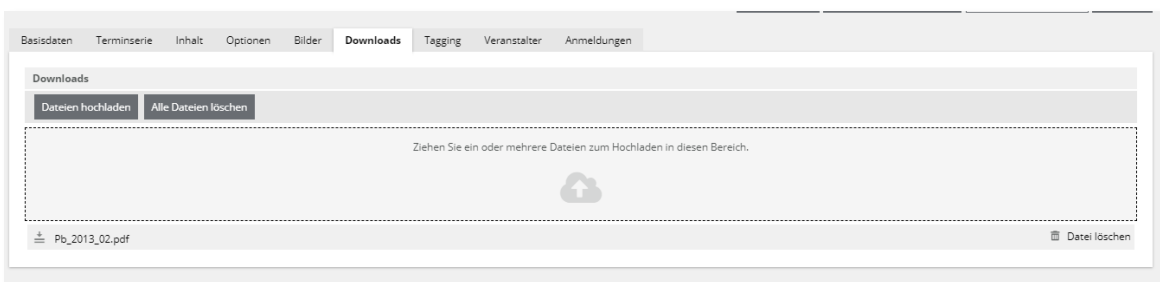 Basisdaten Terminserie Inhalt Optionen Bilder Downloads Tagging Veranstalter Anmeldungen
Downloads
Dateien hochladen Alle Dateien löschen
Ziehen Sie ein oder mehrere Dateien zum Hochladen in diesen Bereich.
Pb_2013_02.pdf Datei löschen